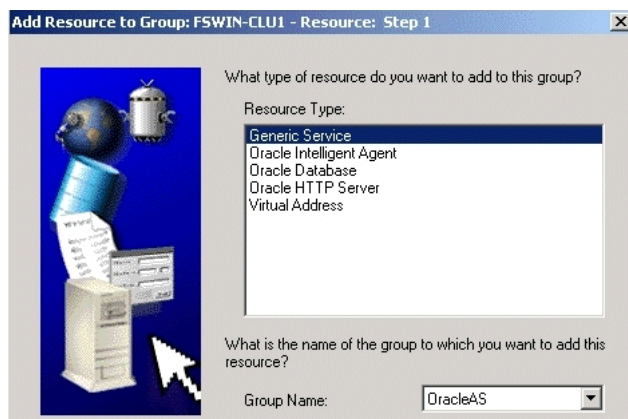 Add Resource to Group: FSWIN-CLU1 - Resource: Step 1
What type of resource do you want to add to this group?
Resource Type:
Generic Service
Oracle Intelligent Agent
Oracle Database
Oracle HTTP Server
Virtual Address
What is the name of the group to which you want to add this
resource?
Group Name: OracleAS